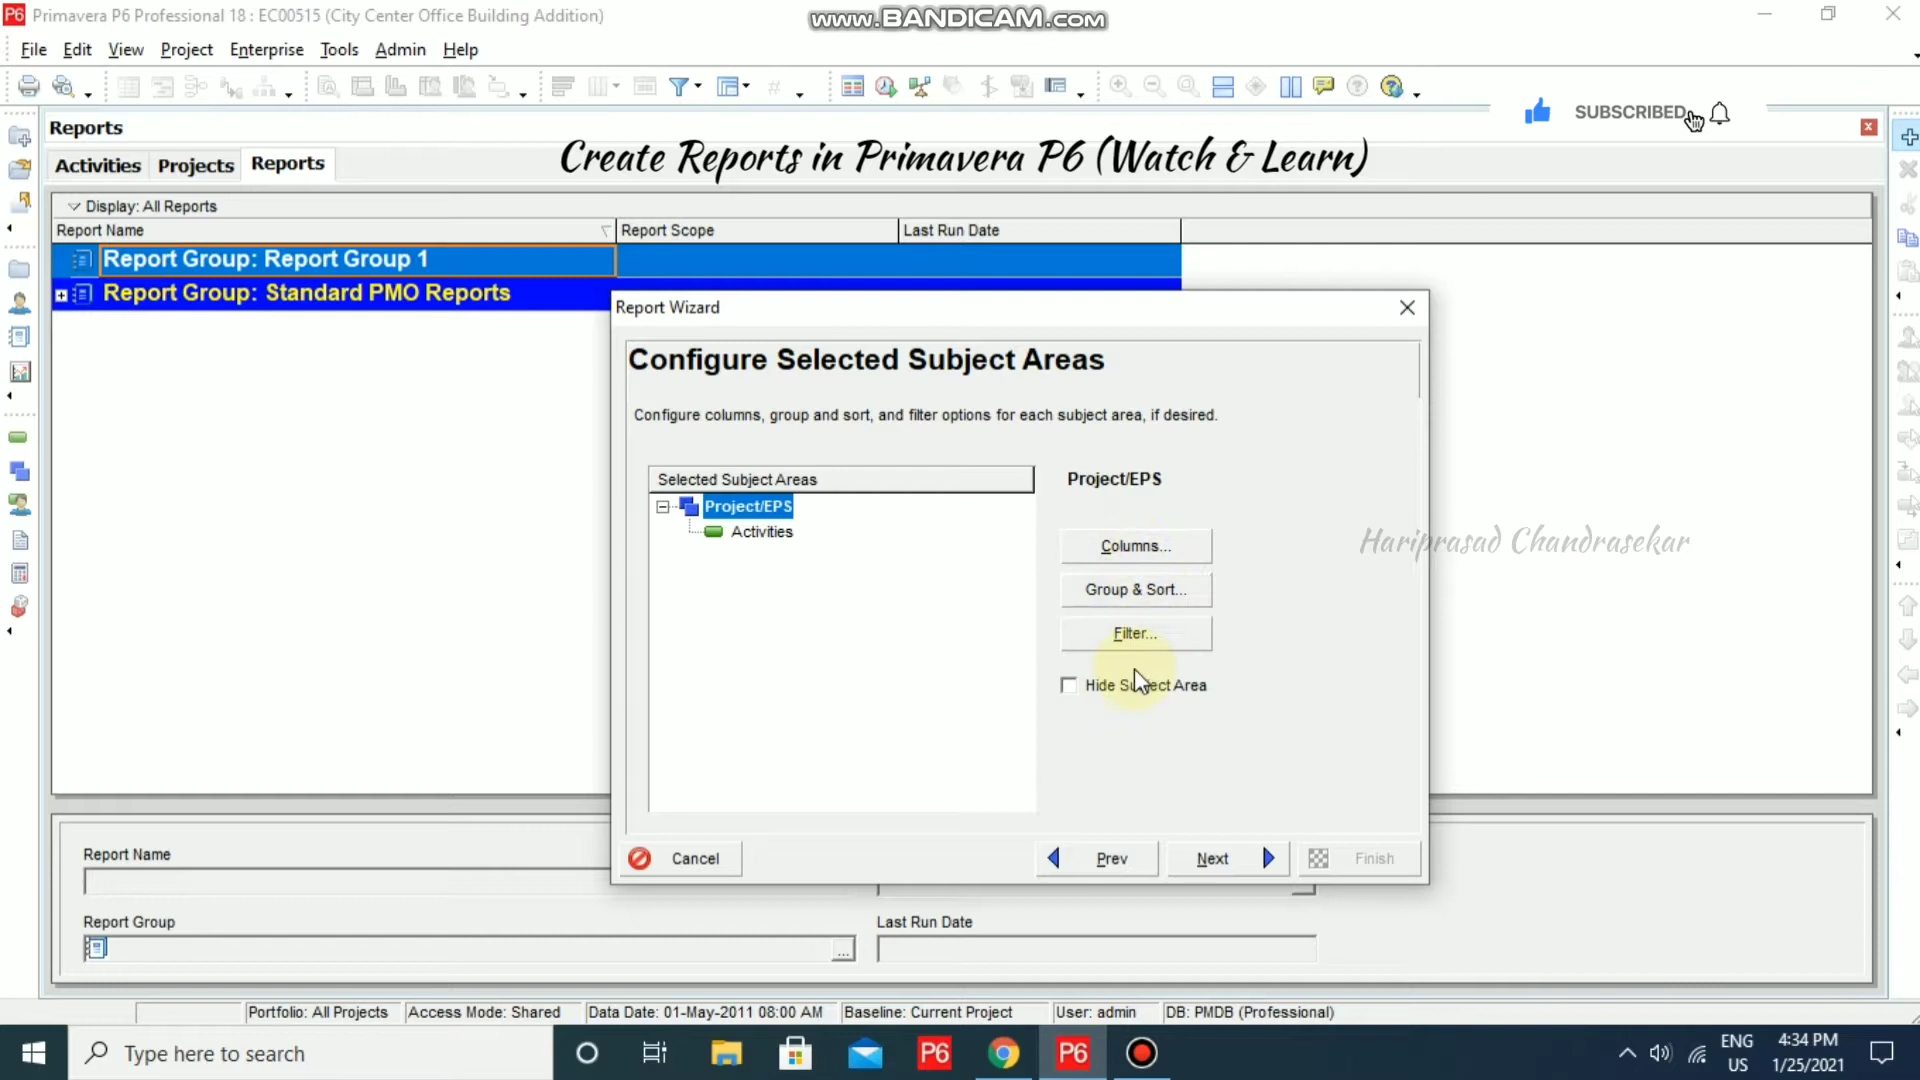 P6 Primavera P6 Professional 18 : EC00515 (City Center Office Building Addition)
www.BANDICAM.com
File Edit View Project Enterprise Tools Admin Help
Reports
SUBSCRIBED
Create Reports in Primavera P6 (Watch & Learn)
Activities Projects Reports
Display: All Reports
Report Name Report Scope Last Run Date
Report Group: Report Group 1
Report Group: Standard PMO Reports
Report Wizard
Configure Selected Subject Areas
Configure columns, group and sort, and filter options for each subject area, if desired.
Selected Subject Areas
Project/EPS
Project/EPS
Activities
Columns...
Hariprasad Chandrasekar
Group & Sort...
Filter...
Hide Subject Area
Cancel Prev Next Finish
Report Name
Report Group
Last Run Date
...
Portfolio: All Projects Access Mode: Shared Data Date: 01-May-2011 08:00 AM Baseline: Current Project User: admin DB: PMDB (Professional)
Type here to search
P6 P6
ENG
US
4:34 PM
1/25/2021